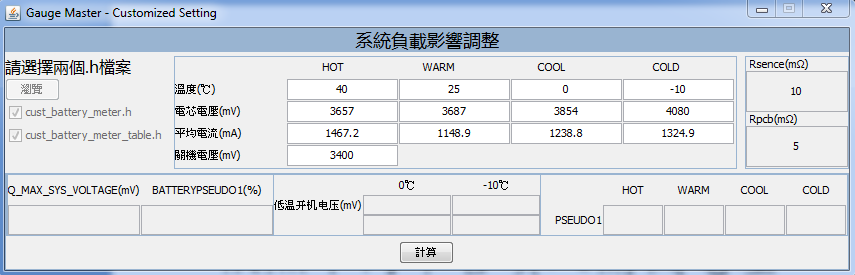 Gauge Master - Customized Setting
系統負載影響調整
請選擇兩個.h檔案
瀏覽
cust_battery_meter.h
cust_battery_meter_table.h
HOT WARM COOL COLD
温度(℃) 40 25 0 -10
電芯電壓(mV) 3657 3687 3854 4080
平均電流(mA) 1467.2 1148.9 1238.8 1324.9
關機電壓(mV) 3400
Rsence(mΩ)
10
Rpcb(mΩ)
5
Q_MAX_SYS_VOLTAGE(mV) BATTERYPSEUDO1(%)
0℃ -10℃
低温开机电压(mV)
HOT WARM COOL COLD
PSEUDO1
計算